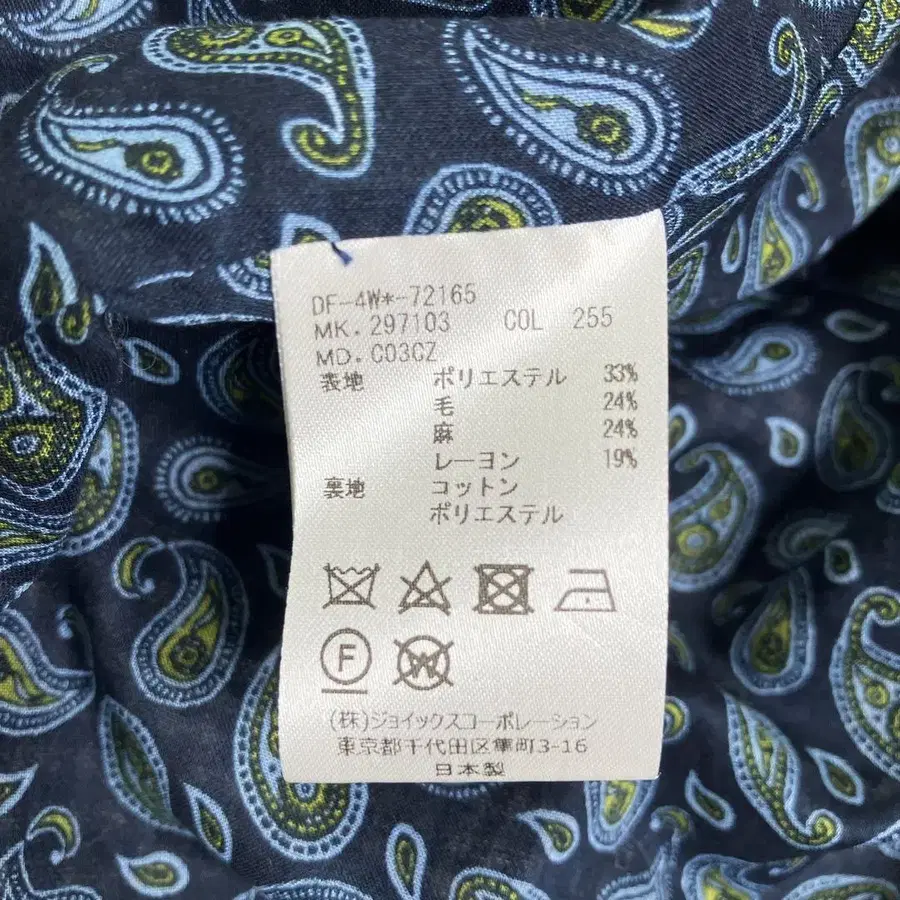 DF-4W*-72165
MK.297103 COL 255
MD.C03CZ
表地 ポリエステル 33%
毛 24%
麻 24%
レーヨン 19%
裏地 コットン
ポリエステル
F W
(株)ジョイックスコーポレーション
東京都千代田区隼町3-16
日本製